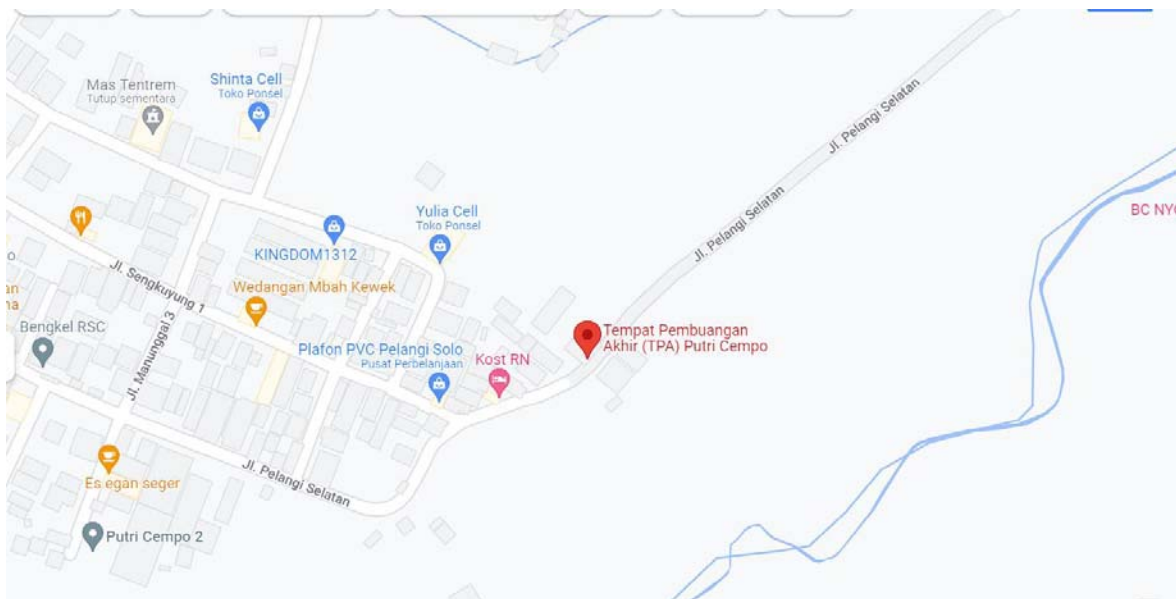 Mas Tentrem
Tutup sementara
Shinta Cell
Toko Ponsel
Jl. Pelangi Selatan
Jl. Pelangi Selatan
BC NYO
Yulia Cell
Toko Ponsel
KINGDOM1312
Jl. Sengkuyung 1
Wedangan Mbah Kewek
Bengkel RSC
Jl. Manunggal 3
Plafon PVC Pelangi Solo
Pusat Perbelanjaan
Kost RN
Tempat Pembuangan
Akhir (TPA) Putri Cempo
Jl. Pelangi Selatan
Es egan seger
Putri Cempo 2